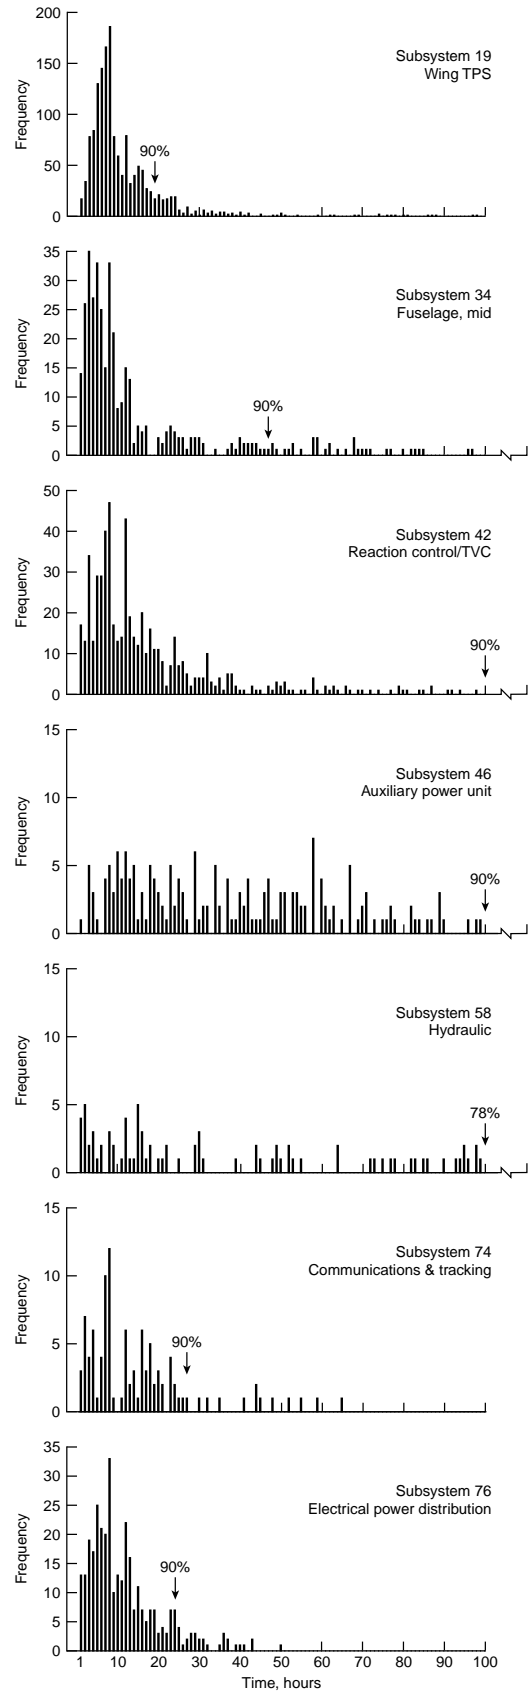 200
150
100
50
0
Frequency
Subsystem 19
Wing TPS
90%
35
30
25
20
15
10
5
0
Frequency
Subsystem 34
Fuselage, mid
90%
50
40
30
20
10
0
Frequency
Subsystem 42
Reaction control/TVC
90%
15
10
5
0
Frequency
Subsystem 46
Auxiliary power unit
90%
15
10
5
0
Frequency
Subsystem 58
Hydraulic
78%
15
10
5
0
Frequency
Subsystem 74
Communications & tracking
90%
35
30
25
20
15
10
5
0
Frequency
Subsystem 76
Electrical power distribution
90%
1 10 20 30 40 50 60 70 80 90 100
Time, hours